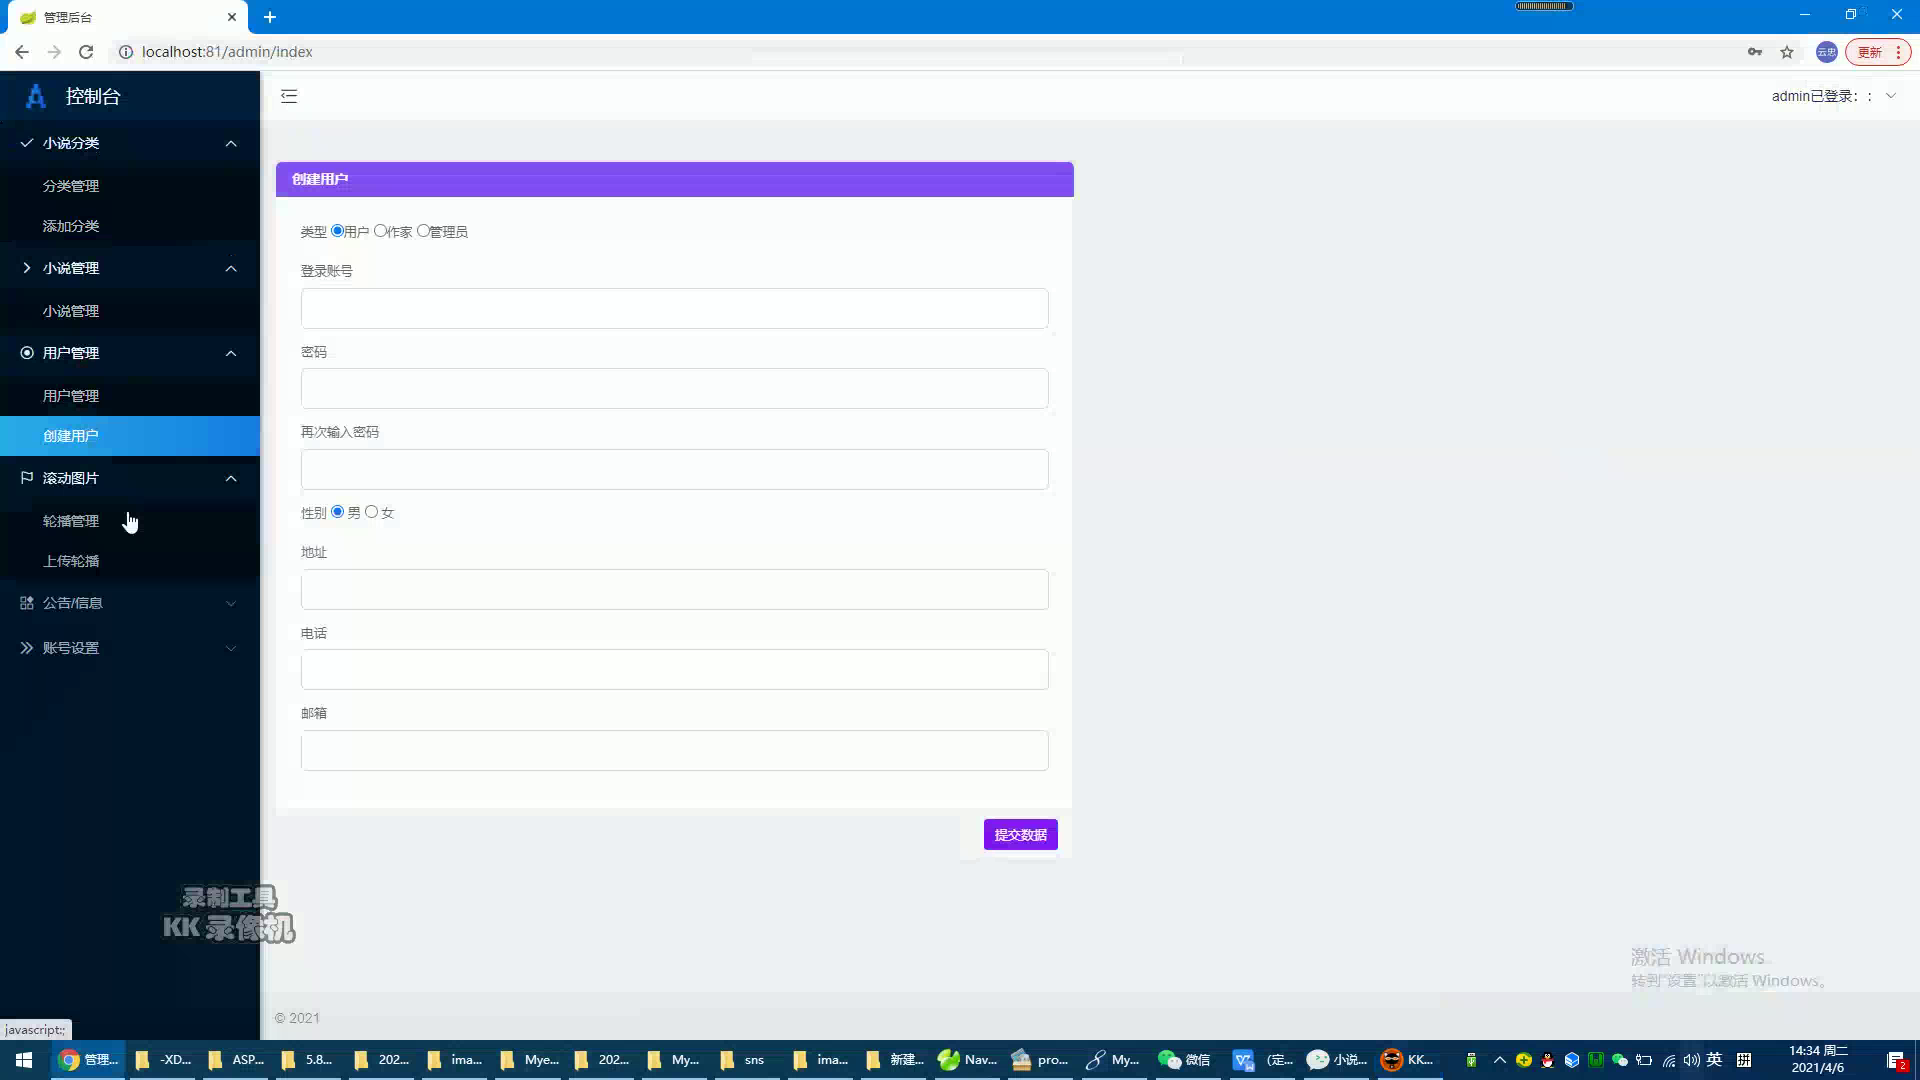 管理后台
localhost:81/admin/index
更新
控制台
admin已登录：：
小说分类
分类管理
添加分类
小说管理
小说管理
用户管理
用户管理
创建用户
滚动图片
轮播管理
上传轮播
公告/信息
账号设置
创建用户
类型 用户 作家 管理员
登录账号
密码
再次输入密码
性别 男 女
地址
电话
邮箱
提交数据
录制工具
KK 录像机
激活 Windows
转到"设置"以激活 Windows。
© 2021
javascript:;
管理...
-XD...
ASP...
5.8...
202...
ima...
Mye...
202...
My...
sns
ima...
新建...
Nav...
pro...
My...
微信
(定...
小说...
KK...
英
拼
14:34 周二
2021/4/6
2